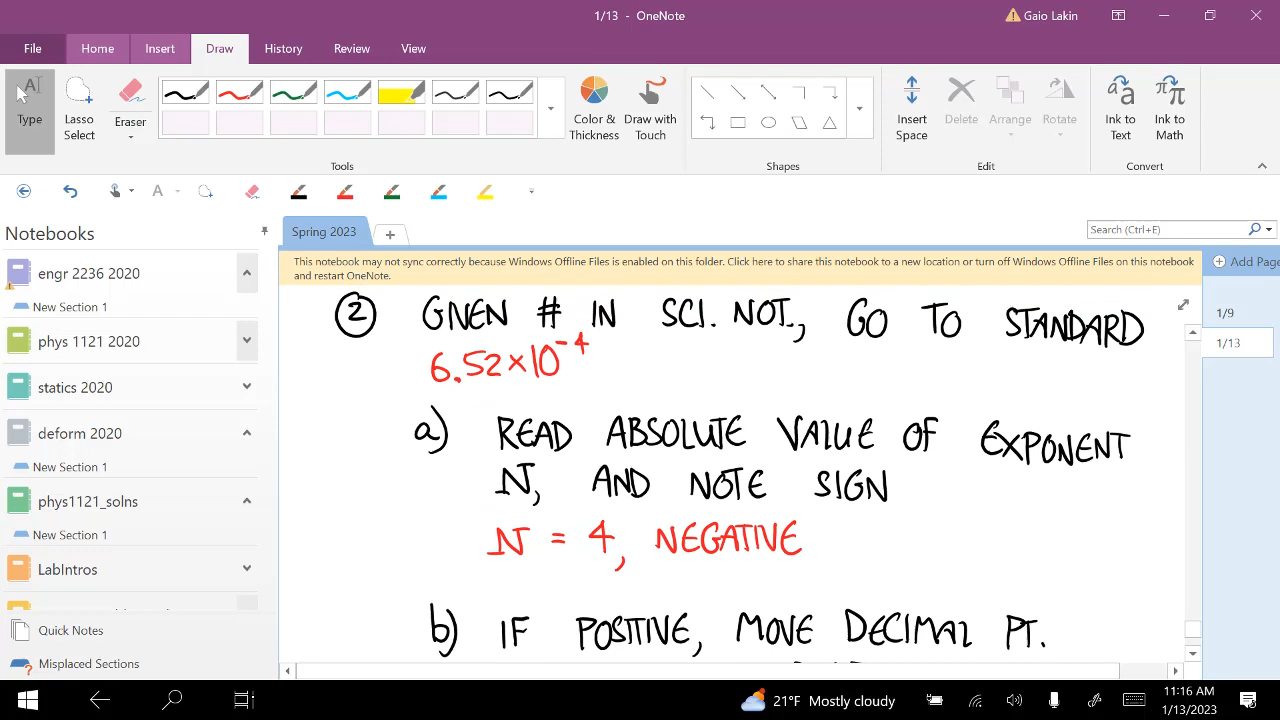 1/13 - OneNote
Gaio Lakin
File
Home
Insert
Draw
History
Review
View
Type
Lasso Select
Eraser
Color & Thickness
Draw with Touch
Insert Space
Delete
Arrange
Rotate
Ink to Text
Ink to Math
Tools
Shapes
Edit
Convert
Notebooks
Spring 2023
Search (Ctrl+E)
This notebook may not sync correctly because Windows Offline Files is enabled on this folder. Click here to share this notebook to a new location or turn off Windows Offline Files on this notebook
and restart OneNote.
Add Page
1/9
1/13
engr 2236 2020
New Section 1
phys 1121 2020
statics 2020
deform 2020
New Section 1
phys1121_solns
New Section 1
LabIntros
Quick Notes
Misplaced Sections
2 GIVEN # IN SCI. NOT., GO TO STANDARD
6.52×10⁻⁴
a) READ ABSOLUTE VALUE OF EXPONENT
N, AND NOTE SIGN
N = 4, NEGATIVE
b) IF POSITIVE, MOVE DECIMAL PT.
21°F Mostly cloudy
11:16 AM
1/13/2023